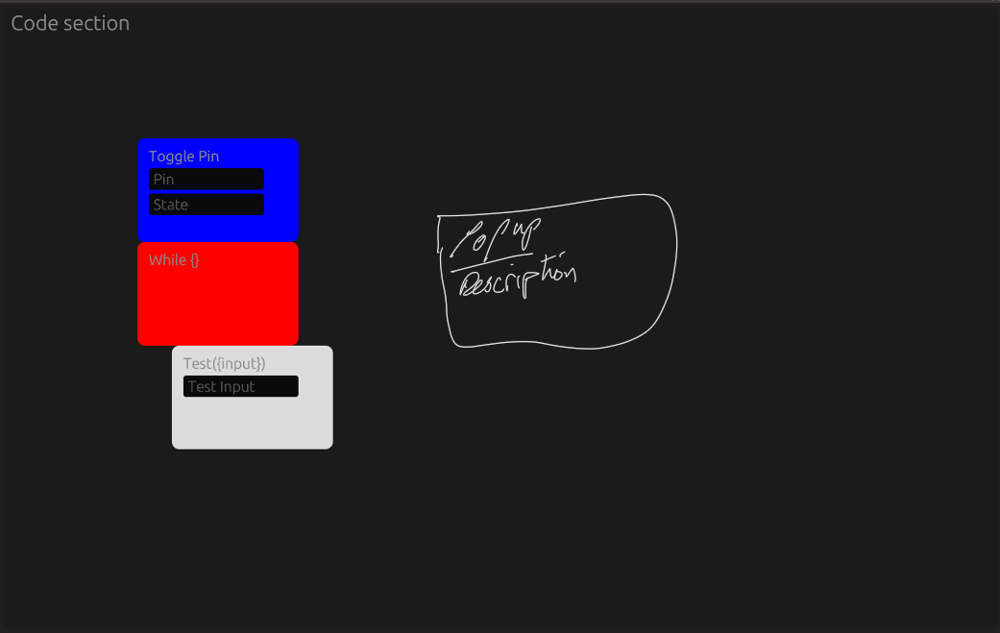 Code section
Toggle Pin
Pin
State
While {}
Test({input})
Test Input
Popup
Description